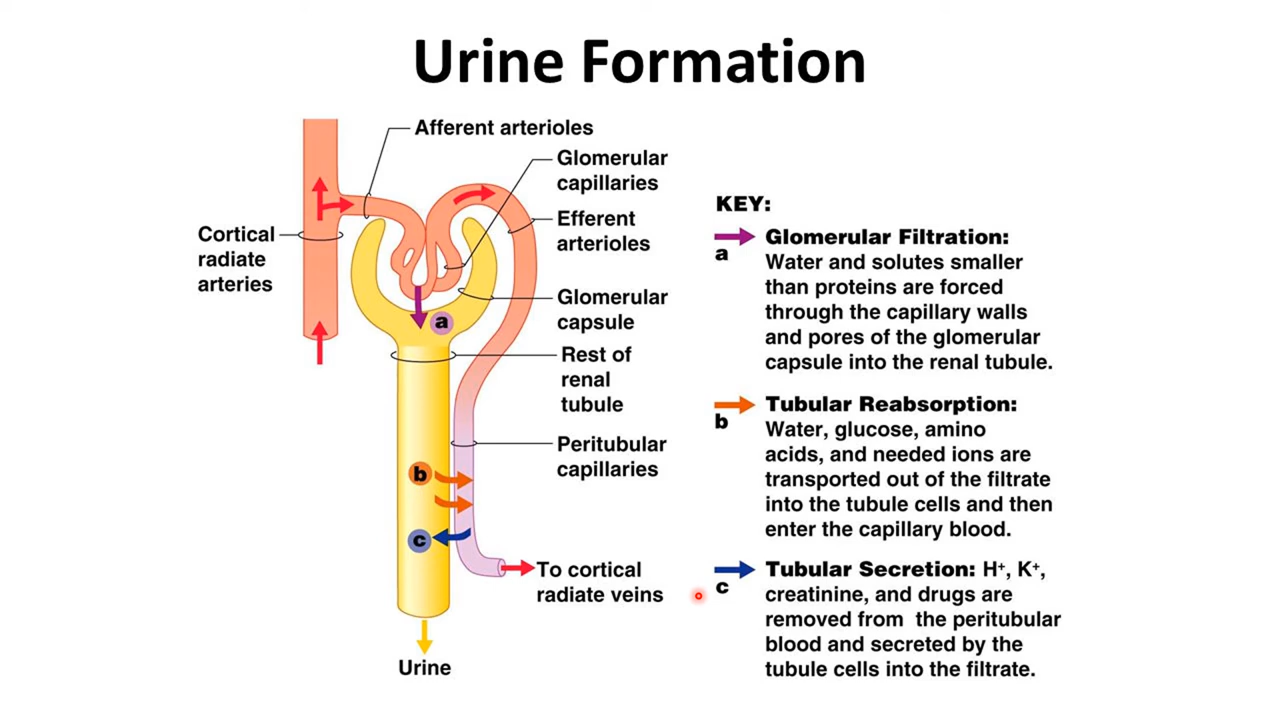 Urine Formation
Afferent arterioles
Glomerular
capillaries
Efferent
arterioles
Cortical
radiate
arteries
Glomerular
capsule
a
Rest of
renal
tubule
Peritubular
capillaries
b
c
To cortical
radiate veins
Urine
KEY:
a
Glomerular Filtration:
Water and solutes smaller
than proteins are forced
through the capillary walls
and pores of the glomerular
capsule into the renal tubule.
b
Tubular Reabsorption:
Water, glucose, amino
acids, and needed ions are
transported out of the filtrate
into the tubule cells and then
enter the capillary blood.
c
Tubular Secretion: H⁺, K⁺,
creatinine, and drugs are
removed from the peritubular
blood and secreted by the
tubule cells into the filtrate.